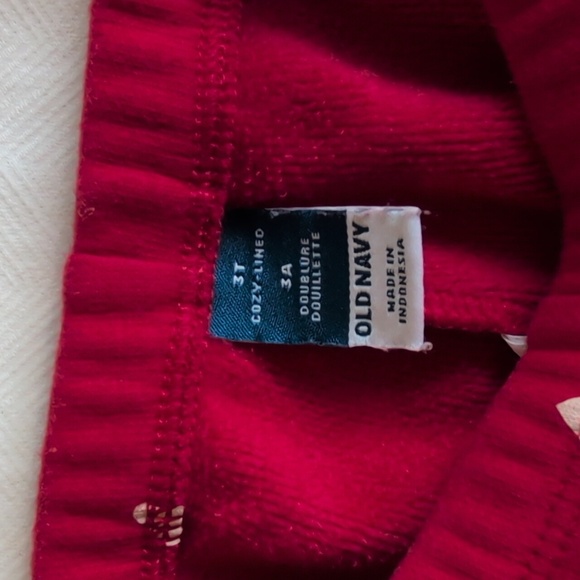 3T
COZY-LINED
3A
DOUBLURE
DOUILLETTE
OLD NAVY
MADE IN
INDONESIA